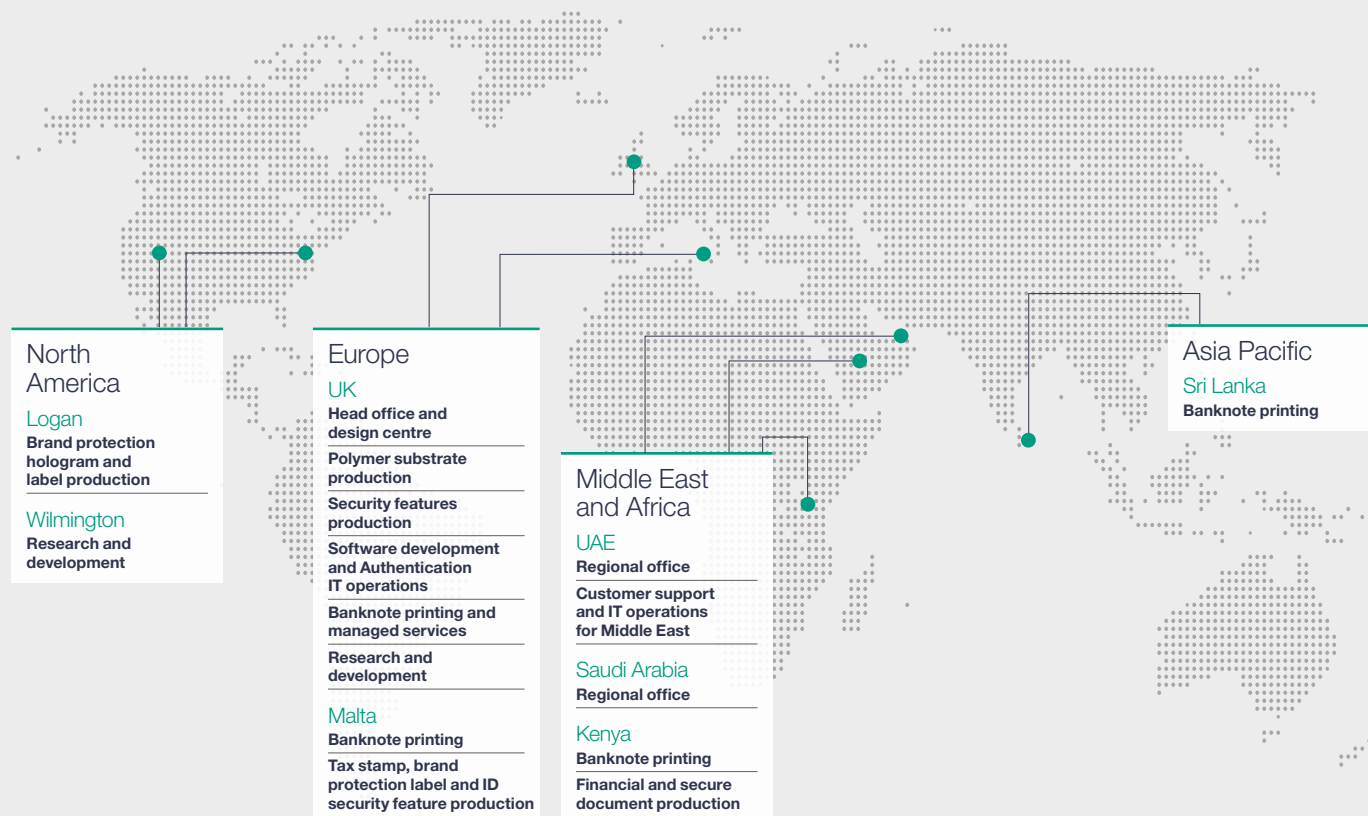 North
America
Logan
Brand protection
hologram and
label production
Wilmington
Research and
development
Europe
UK
Head office and
design centre
Polymer substrate
production
Security features
production
Software development
and Authentication
IT operations
Banknote printing and
managed services
Research and
development
Malta
Banknote printing
Tax stamp, brand
protection label and ID
security feature production
Middle East
and Africa
UAE
Regional office
Customer support
and IT operations
for Middle East
Saudi Arabia
Regional office
Kenya
Banknote printing
Financial and secure
document production
Asia Pacific
Sri Lanka
Banknote printing